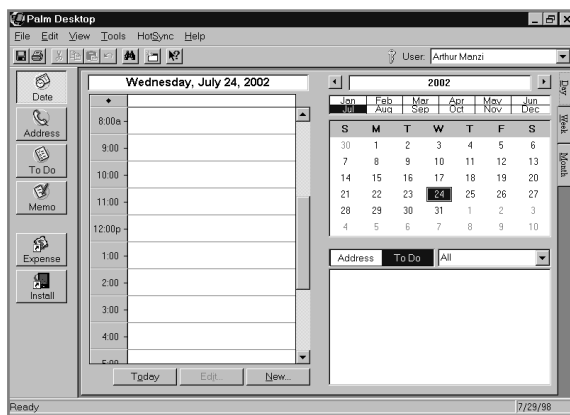 Palm Desktop
File Edit View Tools HotSync Help
User: Arthur Manzi
Date
Address
To Do
Memo
Expense
Install
Wednesday, July 24, 2002
8:00a
9:00
10:00
11:00
12:00p
1:00
2:00
3:00
4:00
5:00
Today Edit... New...
2002
Jan Feb Mar Apr May Jun
Jul Aug Sep Oct Nov Dec
S M T W T F S
30 1 2 3 4 5 6
7 8 9 10 11 12 13
14 15 16 17 18 19 20
21 22 23 24 25 26 27
28 29 30 31 1 2 3
4 5 6 7 8 9 10
Address To Do All
Day
Week
Month
Ready 7/29/98